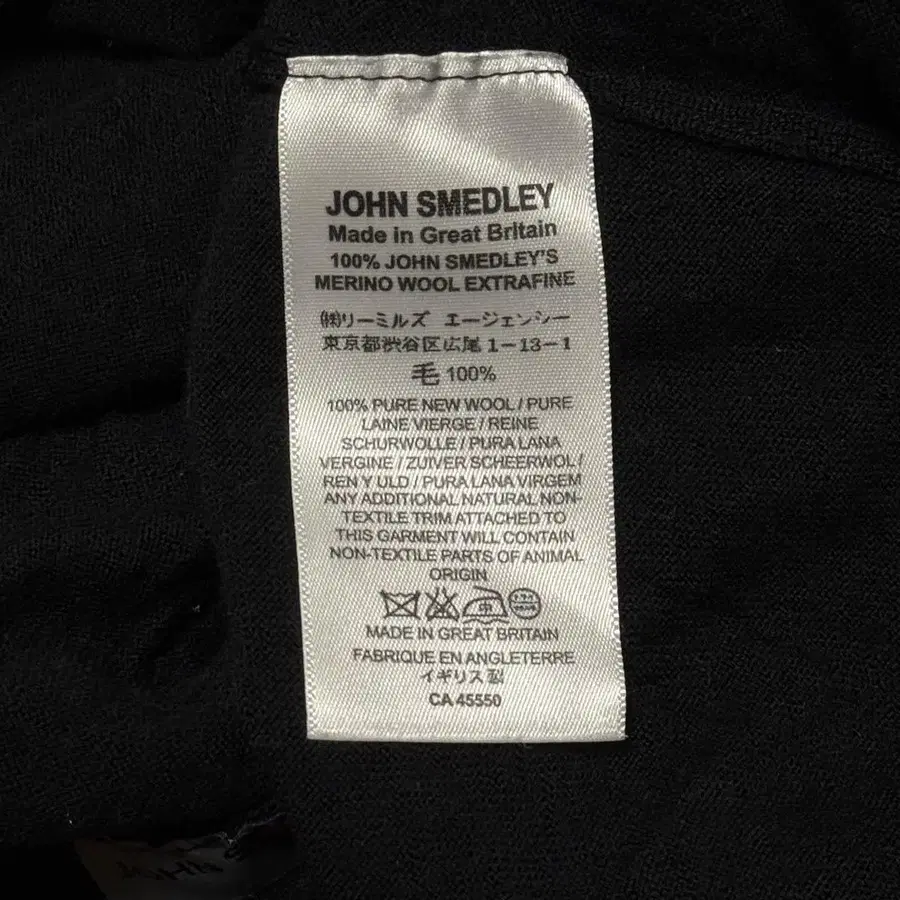 JOHN SMEDLEY
Made in Great Britain
100% JOHN SMEDLEY'S
MERINO WOOL EXTRAFINE
㈱リーミルズ エージェンシー
東京都渋谷区広尾1-13-1
毛 100%
100% PURE NEW WOOL / PURE
LAINE VIERGE / REINE
SCHURWOLLE / PURA LANA
VERGINE / ZUIVER SCHEERWOL /
REN Y ULD / PURA LANA VIRGEM
ANY ADDITIONAL NATURAL NON-
TEXTILE TRIM ATTACHED TO
THIS GARMENT WILL CONTAIN
NON-TEXTILE PARTS OF ANIMAL
ORIGIN
MADE IN GREAT BRITAIN
FABRIQUE EN ANGLETERRE
イギリス製
CA 45550